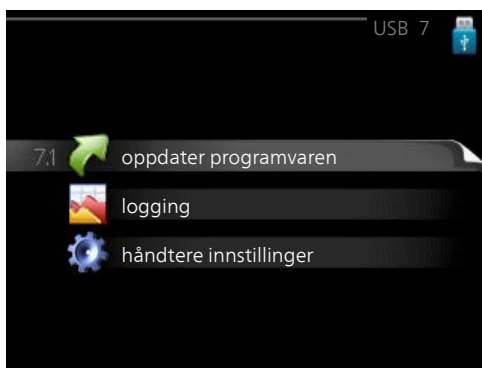 USB 7
7.1 oppdater programvaren
logging
håndtere innstillinger